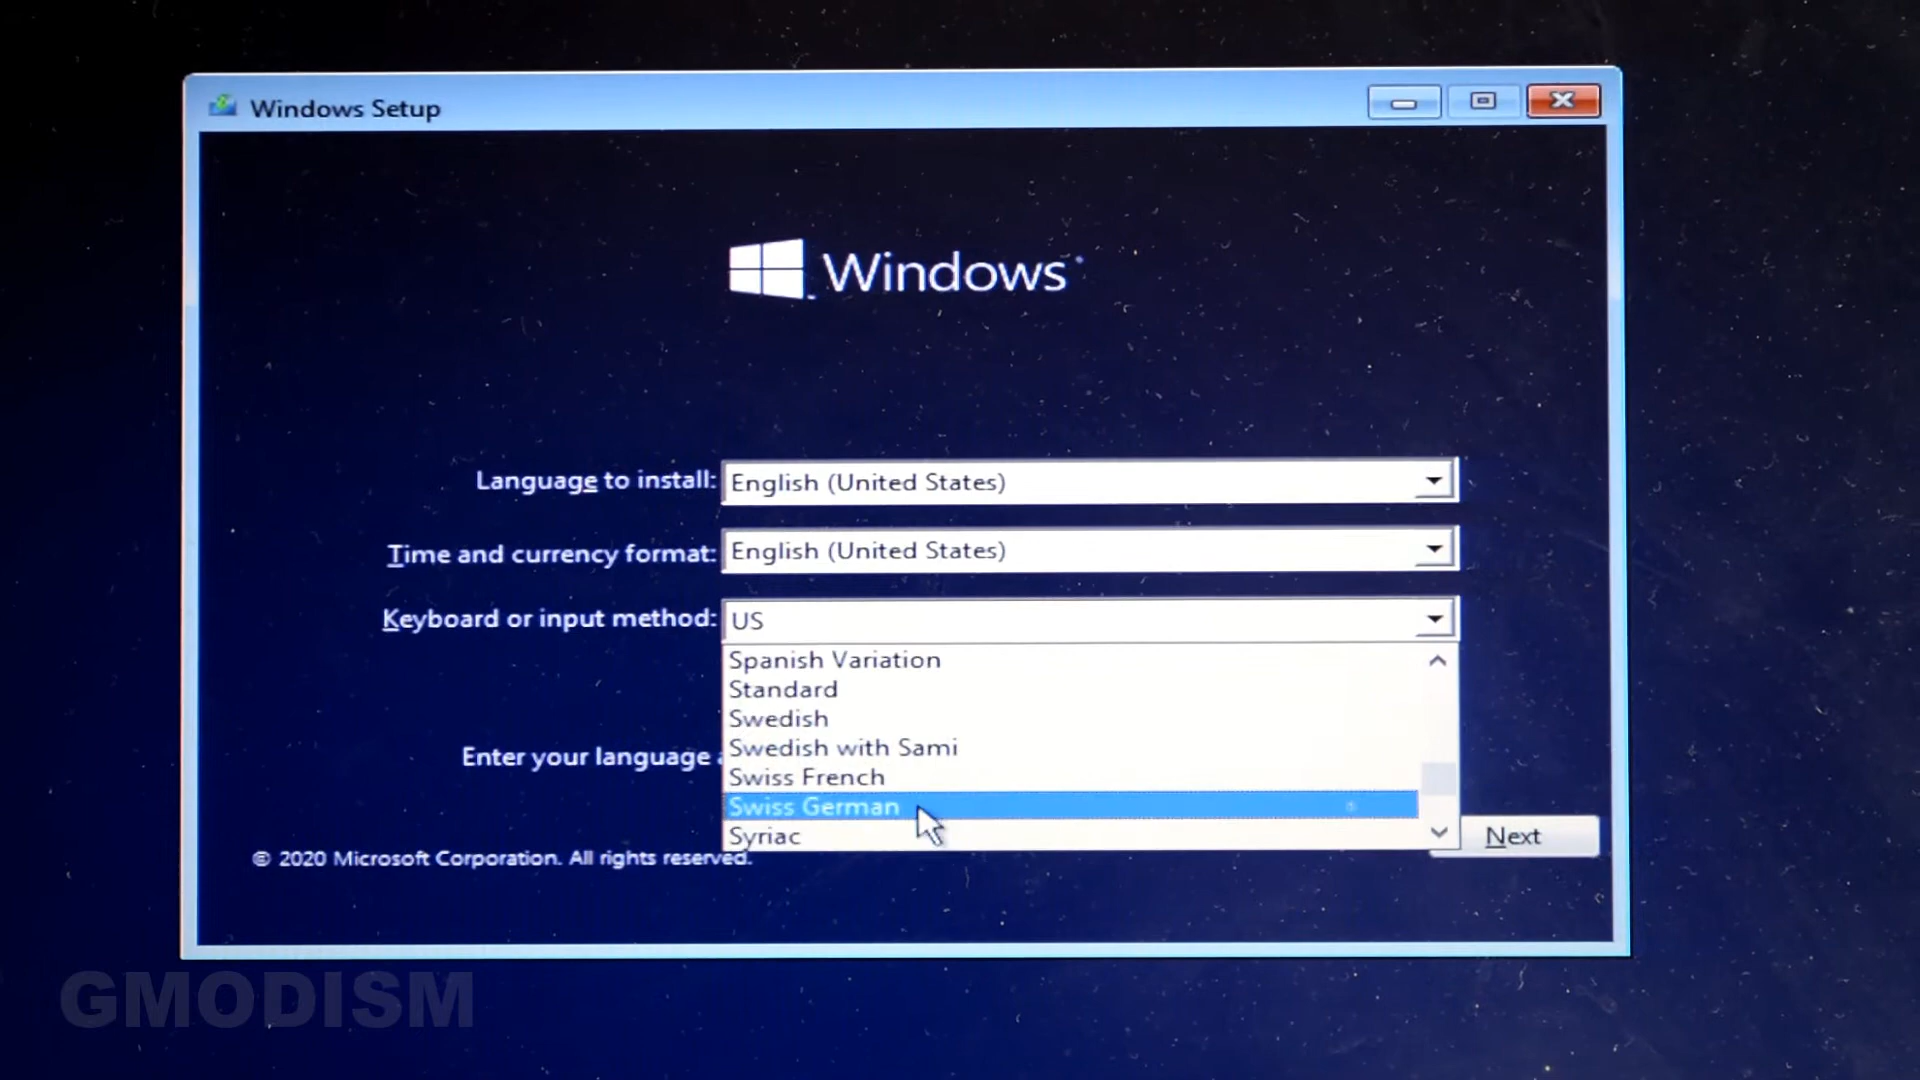 Windows Setup
Windows
Language to install: English (United States)
Time and currency format: English (United States)
Keyboard or input method: US
Spanish Variation
Standard
Swedish
Swedish with Sami
Enter your language
Swiss French
Swiss German
Syriac
Next
© 2020 Microsoft Corporation. All rights reserved.
GMODISM